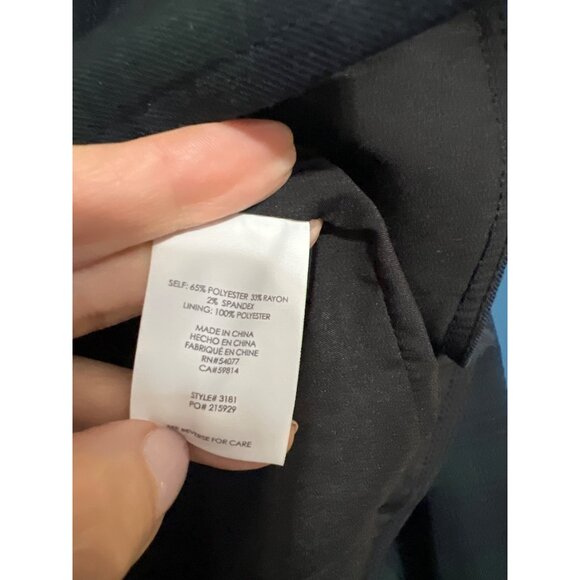 SELF: 65% POLYESTER 33% RAYON
2% SPANDEX
LINING: 100% POLYESTER
MADE IN CHINA
HECHO EN CHINA
FABRIQUÉ EN CHINE
RN#54077
CA#59814
STYLE# 3181
PO# 215929
SEE REVERSE FOR CARE